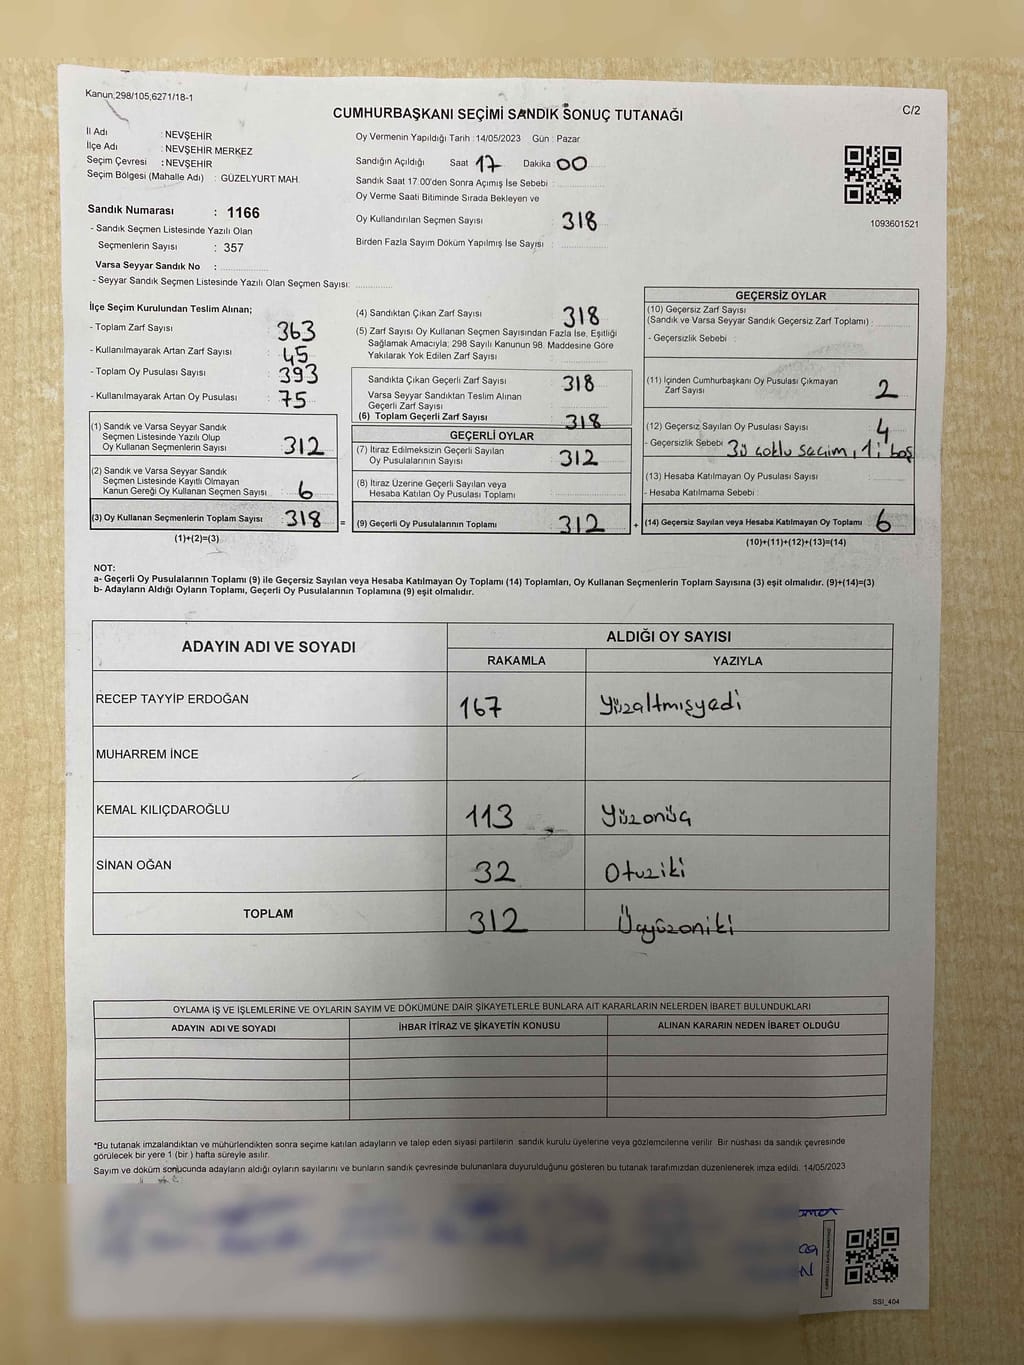 Kanun,298/105,6271/18-1
CUMHURBAŞKANI SEÇİMİ SANDIK SONUÇ TUTANAĞI
C/2
İl Adı : NEVŞEHİR
İlçe Adı : NEVŞEHİR MERKEZ
Seçim Çevresi : NEVŞEHİR
Seçim Bölgesi (Mahalle Adı) : GÜZELYURT MAH.
Sandık Numarası : 1166
- Sandık Seçmen Listesinde Yazılı Olan
Seçmenlerin Sayısı : 357
Varsa Seyyar Sandık No :
- Seyyar Sandık Seçmen Listesinde Yazılı Olan Seçmen Sayısı:
Oy Vermenin Yapıldığı Tarih : 14/05/2023 Gün : Pazar
Sandığın Açıldığı Saat 17 Dakika 00
Sandık Saat 17:00'den Sonra Açımış İse Sebebi :
Oy Verme Saati Bitiminde Sırada Bekleyen ve
Oy Kullandırılan Seçmen Sayısı : 318
Birden Fazla Sayım Döküm Yapılmış İse Sayısı :
1093601521
İlçe Seçim Kurulundan Teslim Alınan;
- Toplam Zarf Sayısı : 363
- Kullanılmayarak Artan Zarf Sayısı : 45
- Toplam Oy Pusulası Sayısı : 393
- Kullanılmayarak Artan Oy Pusulası : 75
(1) Sandık ve Varsa Seyyar Sandık
Seçmen Listesinde Yazılı Olup
Oy Kullanan Seçmenlerin Sayısı : 312
(2) Sandık ve Varsa Seyyar Sandık
Seçmen Listesinde Kayıtlı Olmayan
Kanun Gereği Oy Kullanan Seçmen Sayısı : 6
(3) Oy Kullanan Seçmenlerin Toplam Sayısı : 318
(1)+(2)=(3)
(4) Sandıktan Çıkan Zarf Sayısı : 318
(5) Zarf Sayısı Oy Kullanan Seçmen Sayısından Fazla İse, Eşitliği
Sağlamak Amacıyla; 298 Sayılı Kanunun 98. Maddesine Göre
Yakılarak Yok Edilen Zarf Sayısı :
Sandıkta Çıkan Geçerli Zarf Sayısı : 318
Varsa Seyyar Sandıktan Teslim Alınan
Geçerli Zarf Sayısı :
(6) Toplam Geçerli Zarf Sayısı : 318
GEÇERLİ OYLAR
(7) İtiraz Edilmeksizin Geçerli Sayılan
Oy Pusulalarının Sayısı : 312
(8) İtiraz Üzerine Geçerli Sayılan veya
Hesaba Katılan Oy Pusulası Toplamı :
= (9) Geçerli Oy Pusulalarının Toplamı : 312 +
GEÇERSİZ OYLAR
(10) Geçersiz Zarf Sayısı
(Sandık ve Varsa Seyyar Sandık Geçersiz Zarf Toplamı) :
- Geçersizlik Sebebi :
(11) İçinden Cumhurbaşkanı Oy Pusulası Çıkmayan
Zarf Sayısı : 2
(12) Geçersiz Sayılan Oy Pusulası Sayısı : 4
- Geçersizlik Sebebi : 3ü çoklu seçim, 1'i boş
(13) Hesaba Katılmayan Oy Pusulası Sayısı :
- Hesaba Katılmama Sebebi :
(14) Geçersiz Sayılan veya Hesaba Katılmayan Oy Toplamı : 6
(10)+(11)+(12)+(13)=(14)
NOT:
a- Geçerli Oy Pusulalarının Toplamı (9) ile Geçersiz Sayılan veya Hesaba Katılmayan Oy Toplamı (14) Toplamları, Oy Kullanan Seçmenlerin Toplam Sayısına (3) eşit olmalıdır. (9)+(14)=(3)
b- Adayların Aldığı Oyların Toplamı, Geçerli Oy Pusulalarının Toplamına (9) eşit olmalıdır.
ADAYIN ADI VE SOYADI ALDIĞI OY SAYISI
RAKAMLA YAZIYLA
RECEP TAYYİP ERDOĞAN 167 Yüzaltmışyedi
MUHARREM İNCE
KEMAL KILIÇDAROĞLU 113 Yüzonüç
SİNAN OĞAN 32 Otuziki
TOPLAM 312 Üçyüzoniki
OYLAMA İŞ VE İŞLEMLERİNE VE OYLARIN SAYIM VE DÖKÜMÜNE DAİR ŞİKAYETLERLE BUNLARA AİT KARARLARIN NELERDEN İBARET BULUNDUKLARI
ADAYIN ADI VE SOYADI İHBAR İTİRAZ VE ŞİKAYETİN KONUSU ALINAN KARARIN NEDEN İBARET OLDUĞU
*Bu tutanak imzalandıktan ve mühürlendikten sonra seçime katılan adayların ve talep eden siyasi partilerin sandık kurulu üyelerine veya gözlemcilerine verilir. Bir nüshası da sandık çevresinde
görülecek bir yere 1 (bir) hafta süreyle asılır.
Sayım ve döküm sonucunda adayların aldığı oyların sayılarını ve bunların sandık çevresinde bulunanlara duyurulduğunu gösteren bu tutanak tarafımızdan düzenlenerek imza edildi. 14/05/2023
SSİ_404